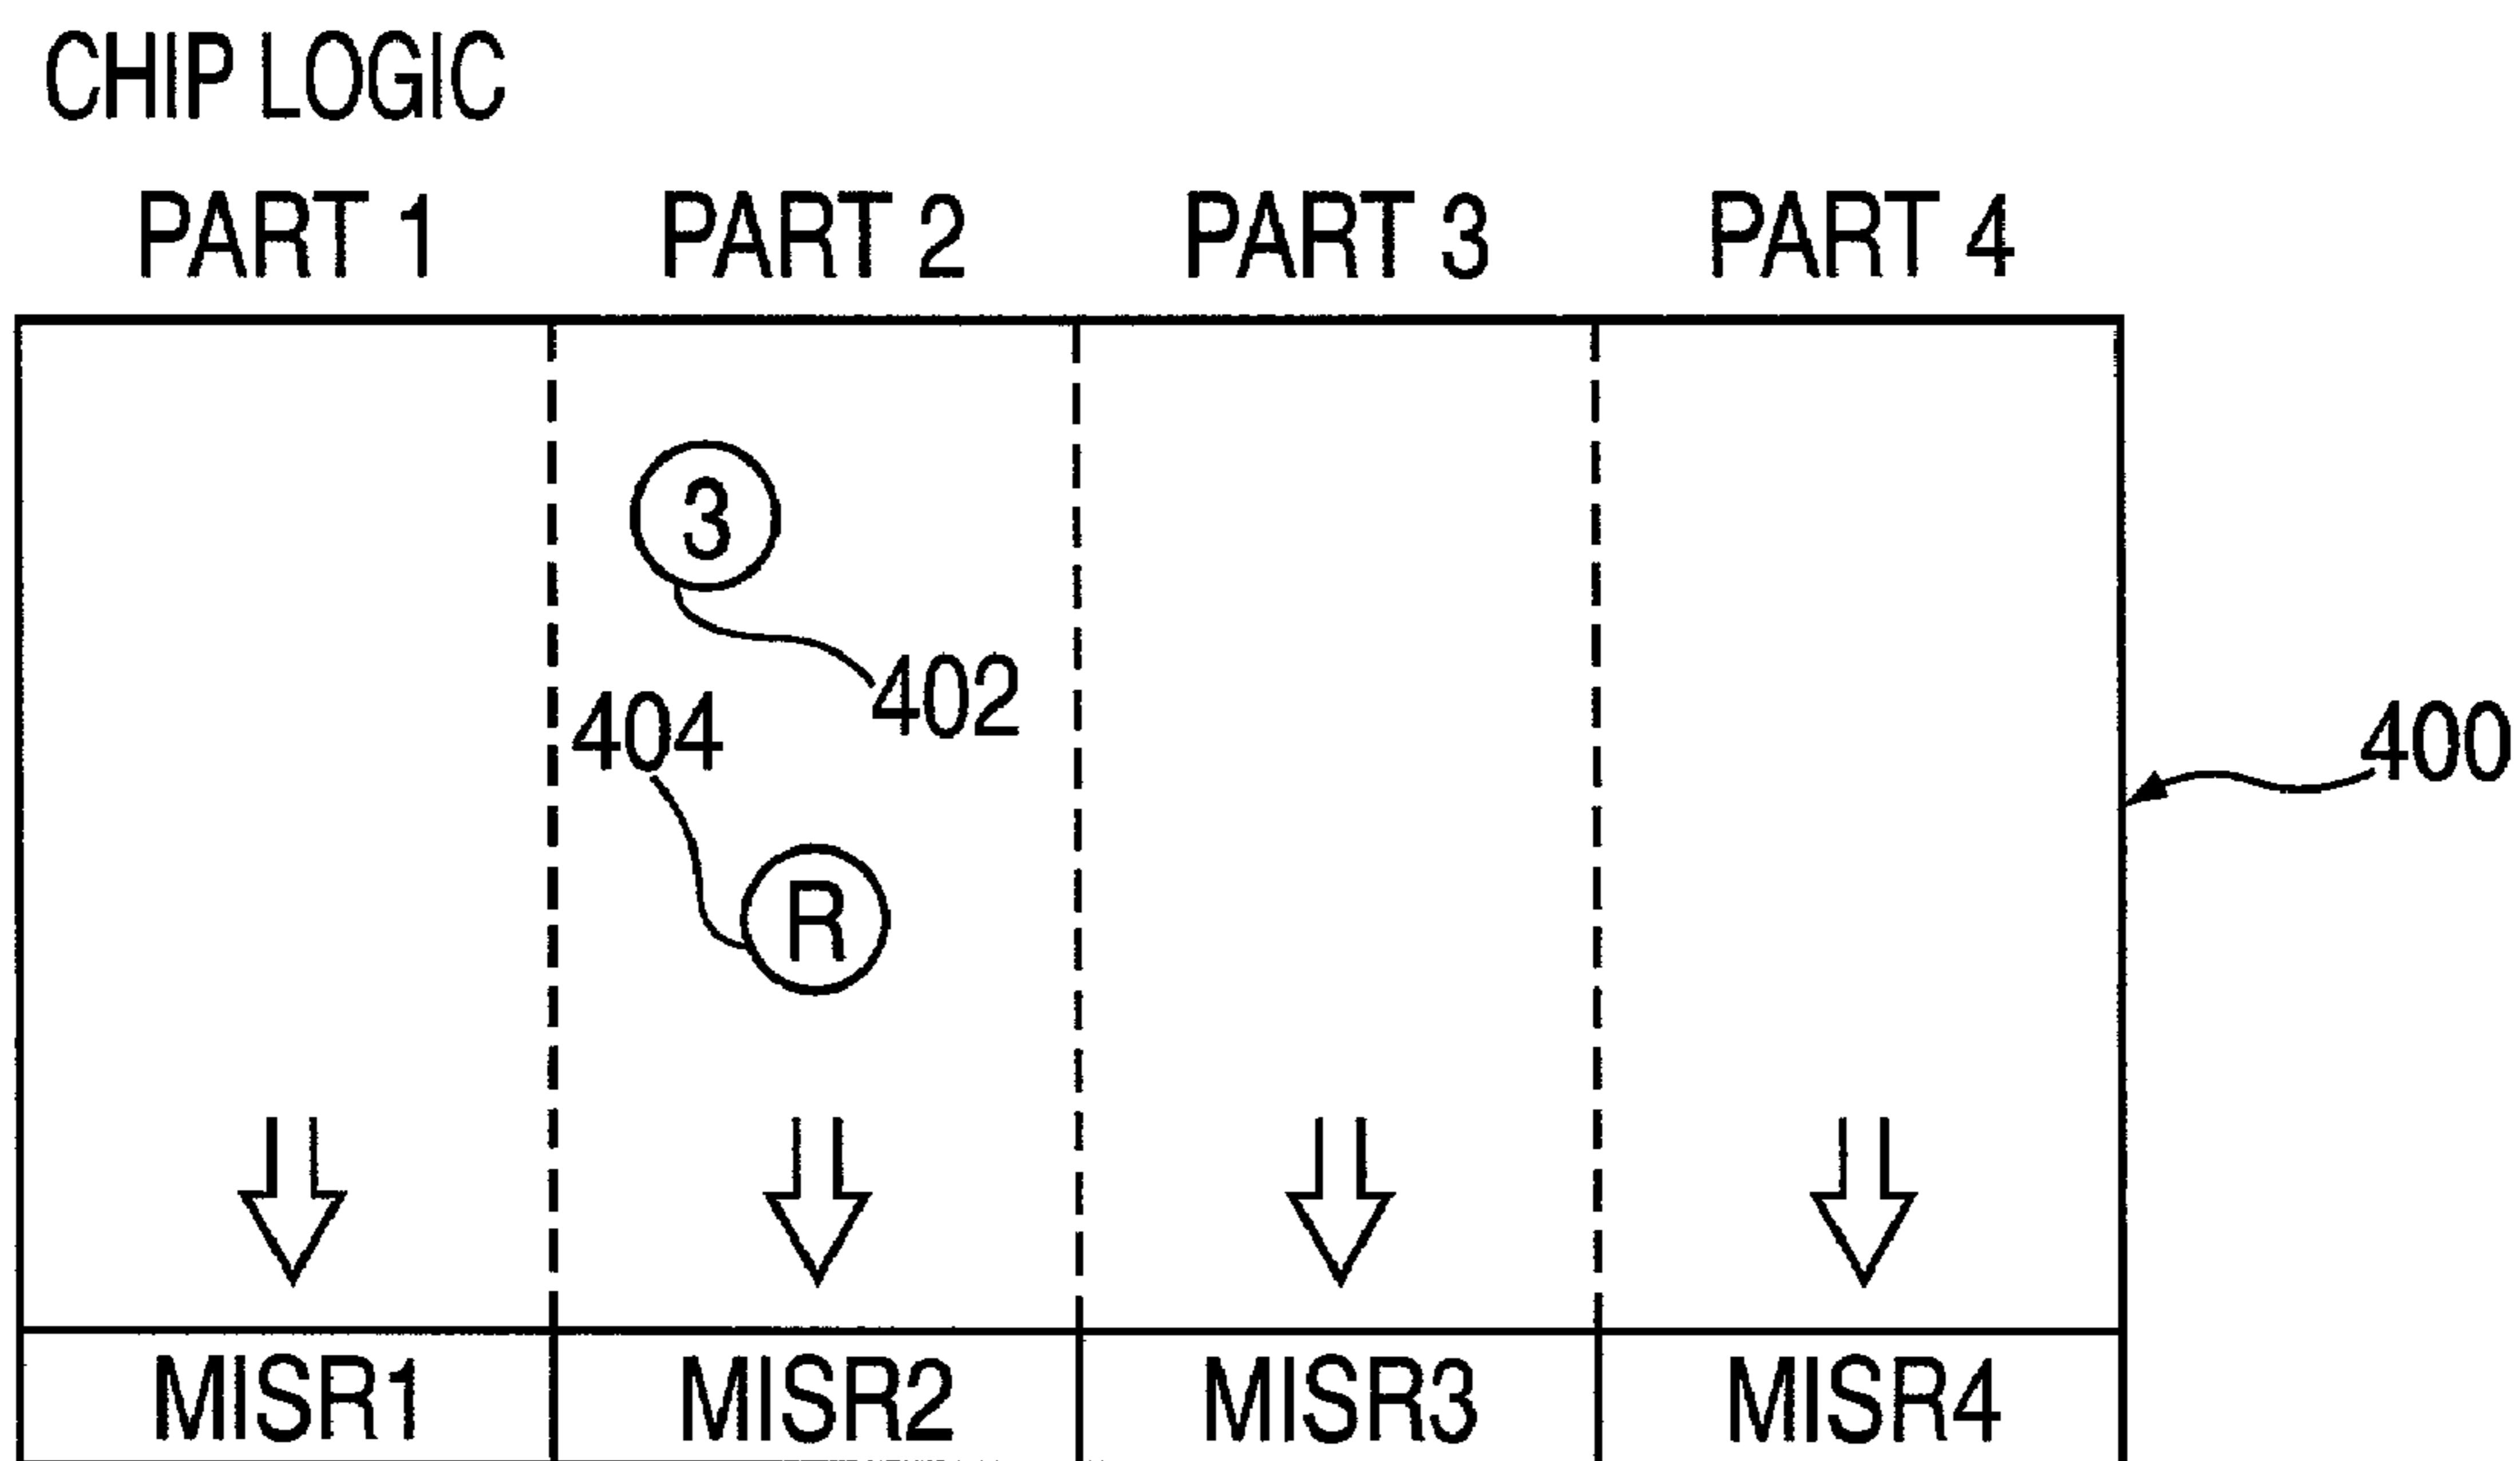 CHIP LOGIC
PART 1 PART 2 PART 3 PART 4
3
402
404
400
R
MISR1 MISR2 MISR3 MISR4